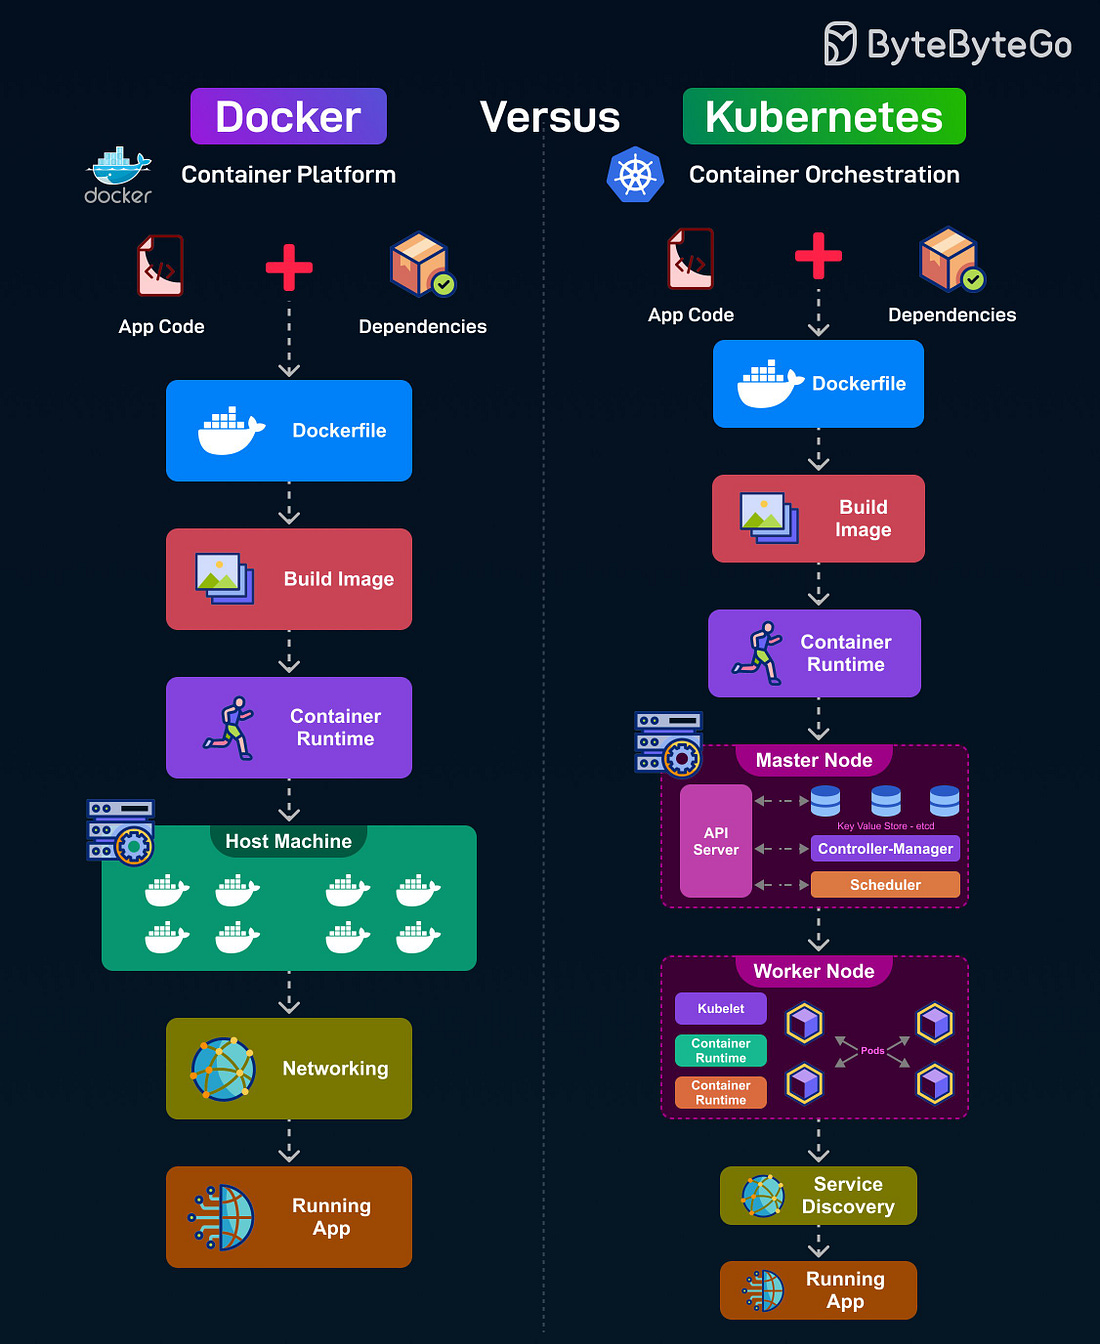 ByteByteGo
Docker
Versus
Kubernetes
docker
Container Platform
Container Orchestration
App Code
Dependencies
Dockerfile
Build Image
Container
Runtime
Host Machine
Networking
Running
App
App Code
Dependencies
Dockerfile
Build
Image
Container
Runtime
Master Node
API
Server
Key Value Store - etcd
Controller-Manager
Scheduler
Worker Node
Kubelet
Container
Runtime
Container
Runtime
Pods
Service
Discovery
Running
App